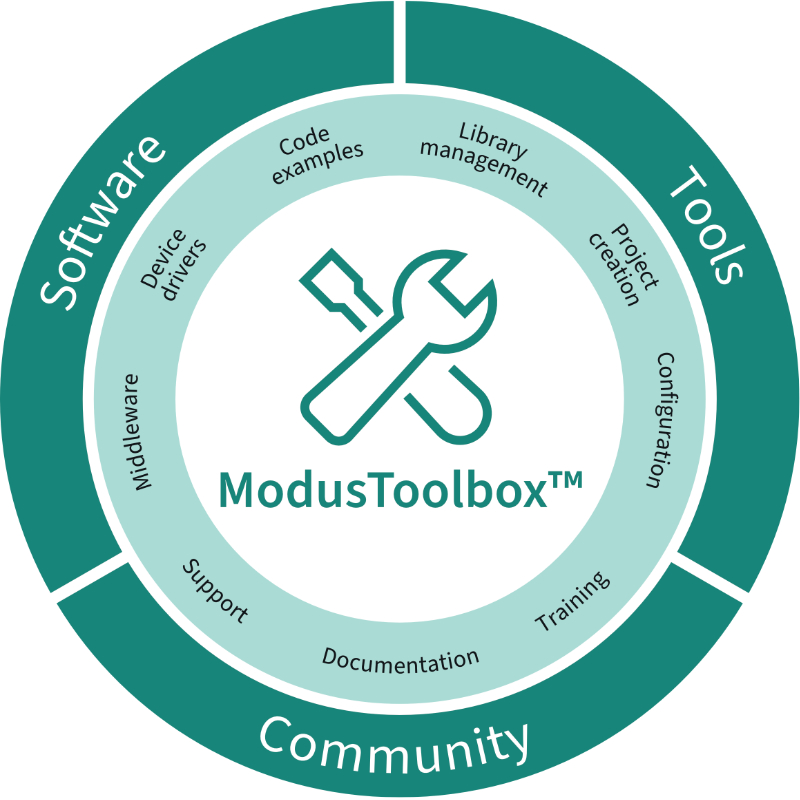 Software
Tools
Community
Code
examples
Library
management
Device
drivers
Project
creation
Middleware
Configuration
Support
Documentation
Training
ModusToolbox™